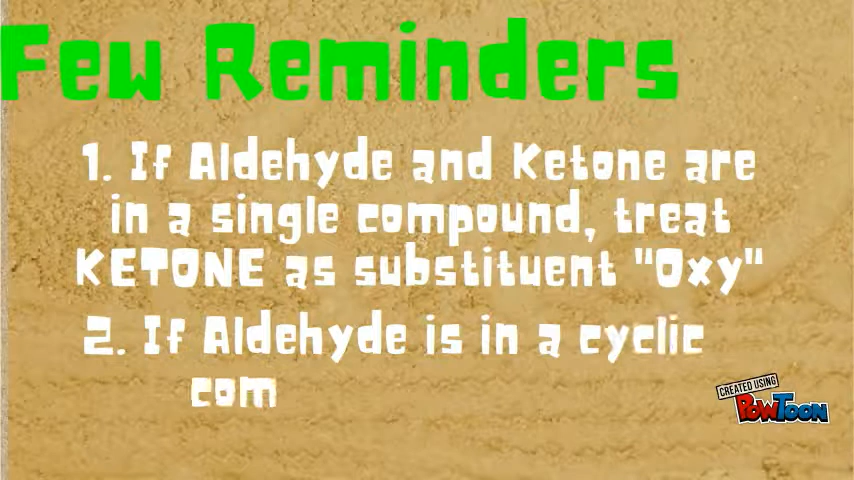 Few Reminders
1. If Aldehyde and Ketone are
in a single compound, treat
KETONE as substituent "Oxy"
2. If Aldehyde is in a cyclic
com
CREATED USING
POWTOON